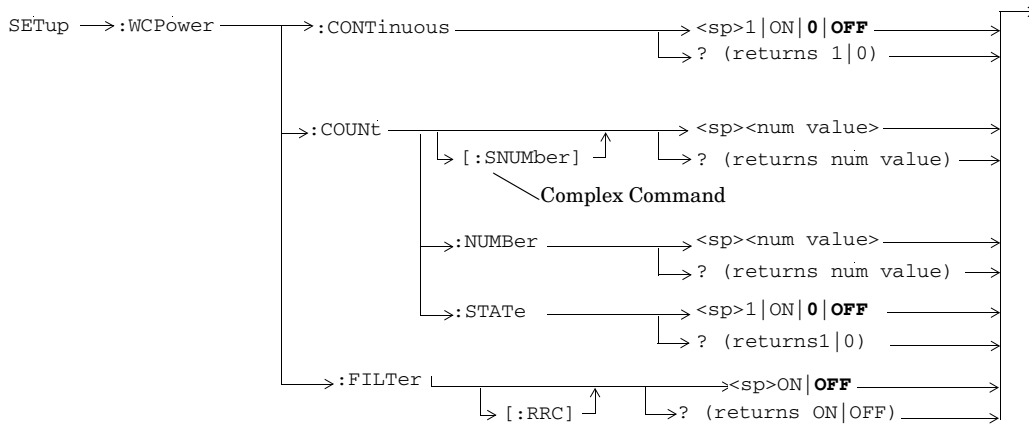 SETup :WCPower :CONTinuous <sp>1|ON|0|OFF
? (returns 1|0)
:COUNt <sp><num value>
[:SNUMber] ? (returns num value)
Complex Command
:NUMBer <sp><num value>
? (returns num value)
:STATe <sp>1|ON|0|OFF
? (returns1|0)
:FILTer <sp>ON|OFF
[:RRC] ? (returns ON|OFF)